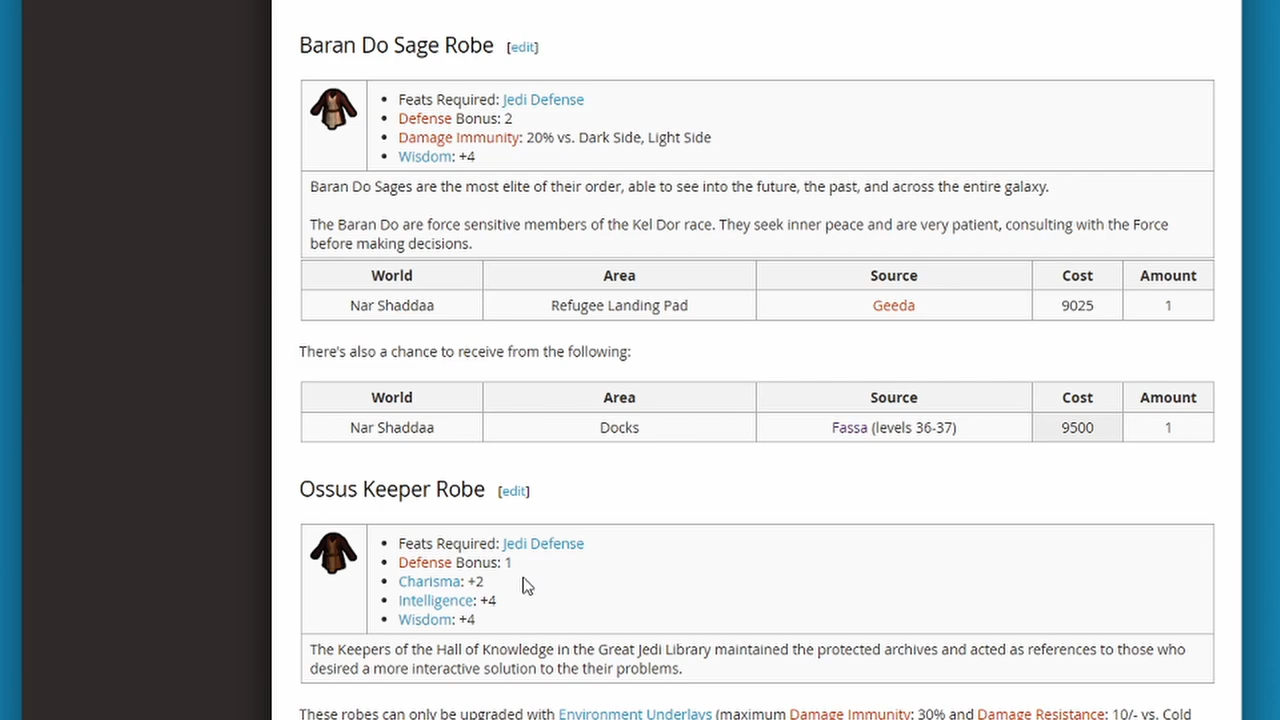 Baran Do Sage Robe [edit]
Feats Required: Jedi Defense
Defense Bonus: 2
Damage Immunity: 20% vs. Dark Side, Light Side
Wisdom: +4
Baran Do Sages are the most elite of their order, able to see into the future, the past, and across the entire galaxy.
The Baran Do are force sensitive members of the Kel Dor race. They seek inner peace and are very patient, consulting with the Force
before making decisions.
World Area Source Cost Amount
Nar Shaddaa Refugee Landing Pad Geeda 9025 1
There's also a chance to receive from the following:
World Area Source Cost Amount
Nar Shaddaa Docks Fassa (levels 36-37) 9500 1
Ossus Keeper Robe [edit]
Feats Required: Jedi Defense
Defense Bonus: 1
Charisma: +2
Intelligence: +4
Wisdom: +4
The Keepers of the Hall of Knowledge in the Great Jedi Library maintained the protected archives and acted as references to those who
desired a more interactive solution to the their problems.
These robes can only be upgraded with Environment Underlays (maximum Damage Immunity: 30% and Damage Resistance: 10/- vs. Cold